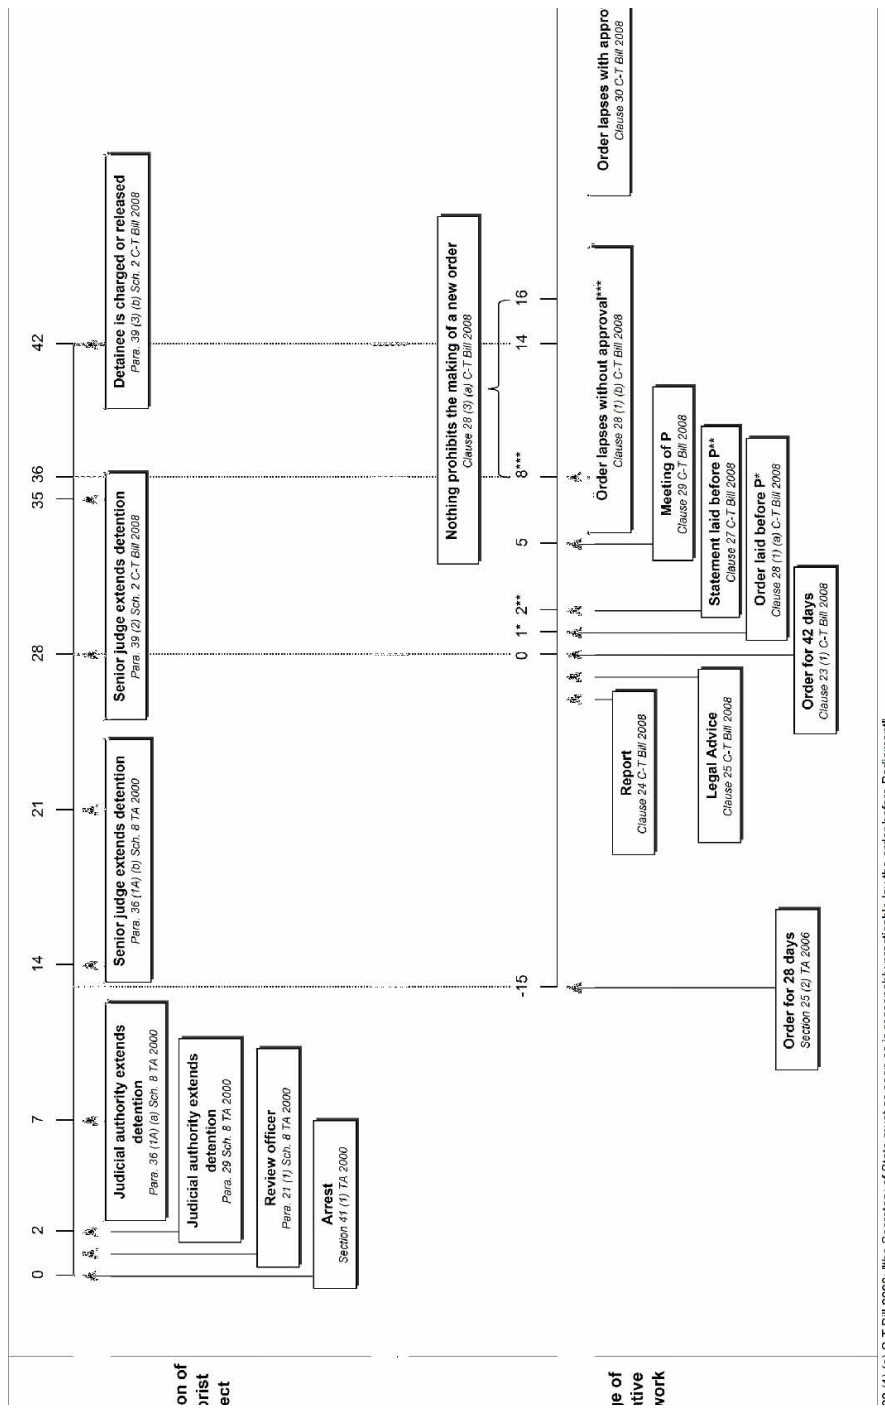 0 2 7 14 21 28 35 36 42
on of
orist
ect
Judicial authority extends
detention
Para. 36 (1A) (a) Sch. 8 TA 2000
Senior judge extends detention
Para. 36 (1A) (b) Sch. 8 TA 2000
Senior judge extends detention
Para. 39 (2) Sch. 2 C-T Bill 2008
Detainee is charged or released
Para. 39 (3) (b) Sch. 2 C-T Bill 2008
Judicial authority extends
detention
Para. 29 Sch. 8 TA 2000
Review officer
Para. 21 (1) Sch. 8 TA 2000
Arrest
Section 41 (1) TA 2000
Nothing prohibits the making of a new order
Clause 28 (3) (a) C-T Bill 2008
-15 0 1* 2** 5 8*** 14 16
ge of
ative
work
Order lapses without approval***
Clause 28 (1) (b) C-T Bill 2008
Order lapses with appro
Clause 30 C-T Bill 2008
Report
Clause 24 C-T Bill 2008
Meeting of P
Clause 29 C-T Bill 2008
Legal Advice
Clause 25 C-T Bill 2008
Statement laid before P**
Clause 27 C-T Bill 2008
Order laid before P*
Clause 28 (1) (a) C-T Bill 2008
Order for 28 days
Section 25 (2) TA 2006
Order for 42 days
Clause 23 (1) C-T Bill 2008